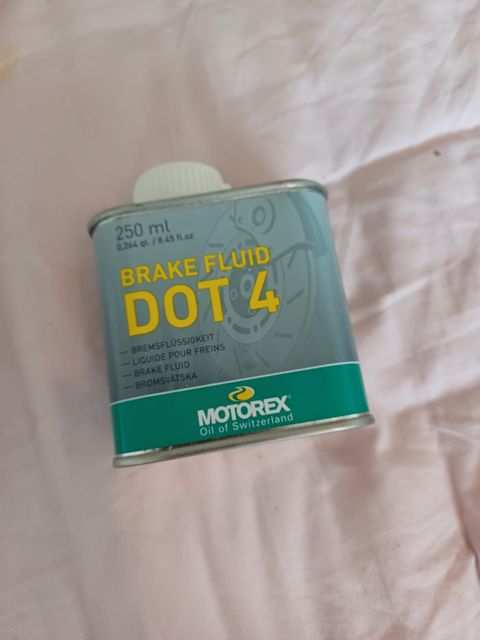 250 ml
0,264 qt. / 8.45 fl.oz
BRAKE FLUID
DOT 4
— BREMSFLÜSSIGKEIT
— LIQUIDE POUR FREINS
— BRAKE FLUID
— BROMSVÄTSKA
MOTOREX
Oil of Switzerland